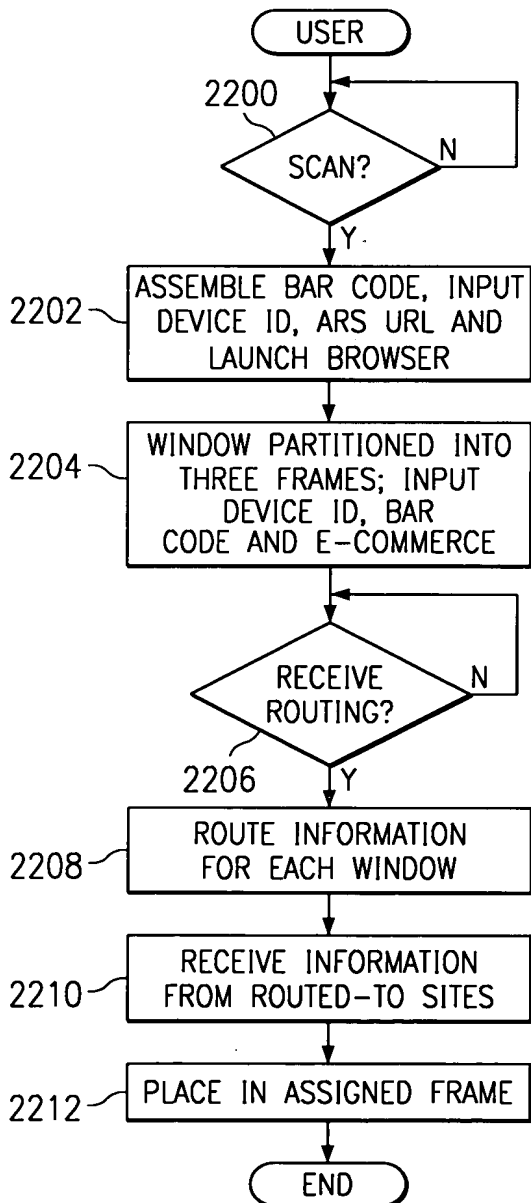 USER
2200
SCAN?
N
Y
2202
ASSEMBLE BAR CODE, INPUT
DEVICE ID, ARS URL AND
LAUNCH BROWSER
2204
WINDOW PARTITIONED INTO
THREE FRAMES; INPUT
DEVICE ID, BAR
CODE AND E-COMMERCE
RECEIVE
ROUTING?
N
2206
Y
2208
ROUTE INFORMATION
FOR EACH WINDOW
2210
RECEIVE INFORMATION
FROM ROUTED-TO SITES
2212
PLACE IN ASSIGNED FRAME
END